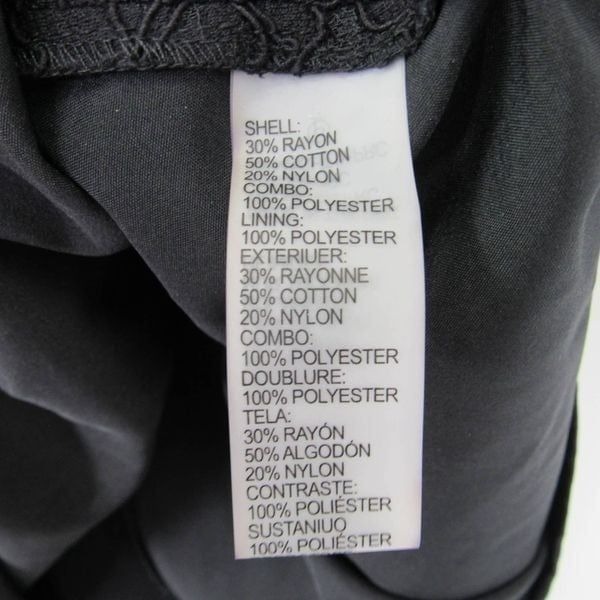 SHELL:
30% RAYON
50% COTTON
20% NYLON
COMBO:
100% POLYESTER
LINING:
100% POLYESTER
EXTERIUER:
30% RAYONNE
50% COTTON
20% NYLON
COMBO:
100% POLYESTER
DOUBLURE:
100% POLYESTER
TELA:
30% RAYÓN
50% ALGODÓN
20% NYLON
CONTRASTE:
100% POLIÉSTER
SUSTANIUO
100% POLIÉSTER